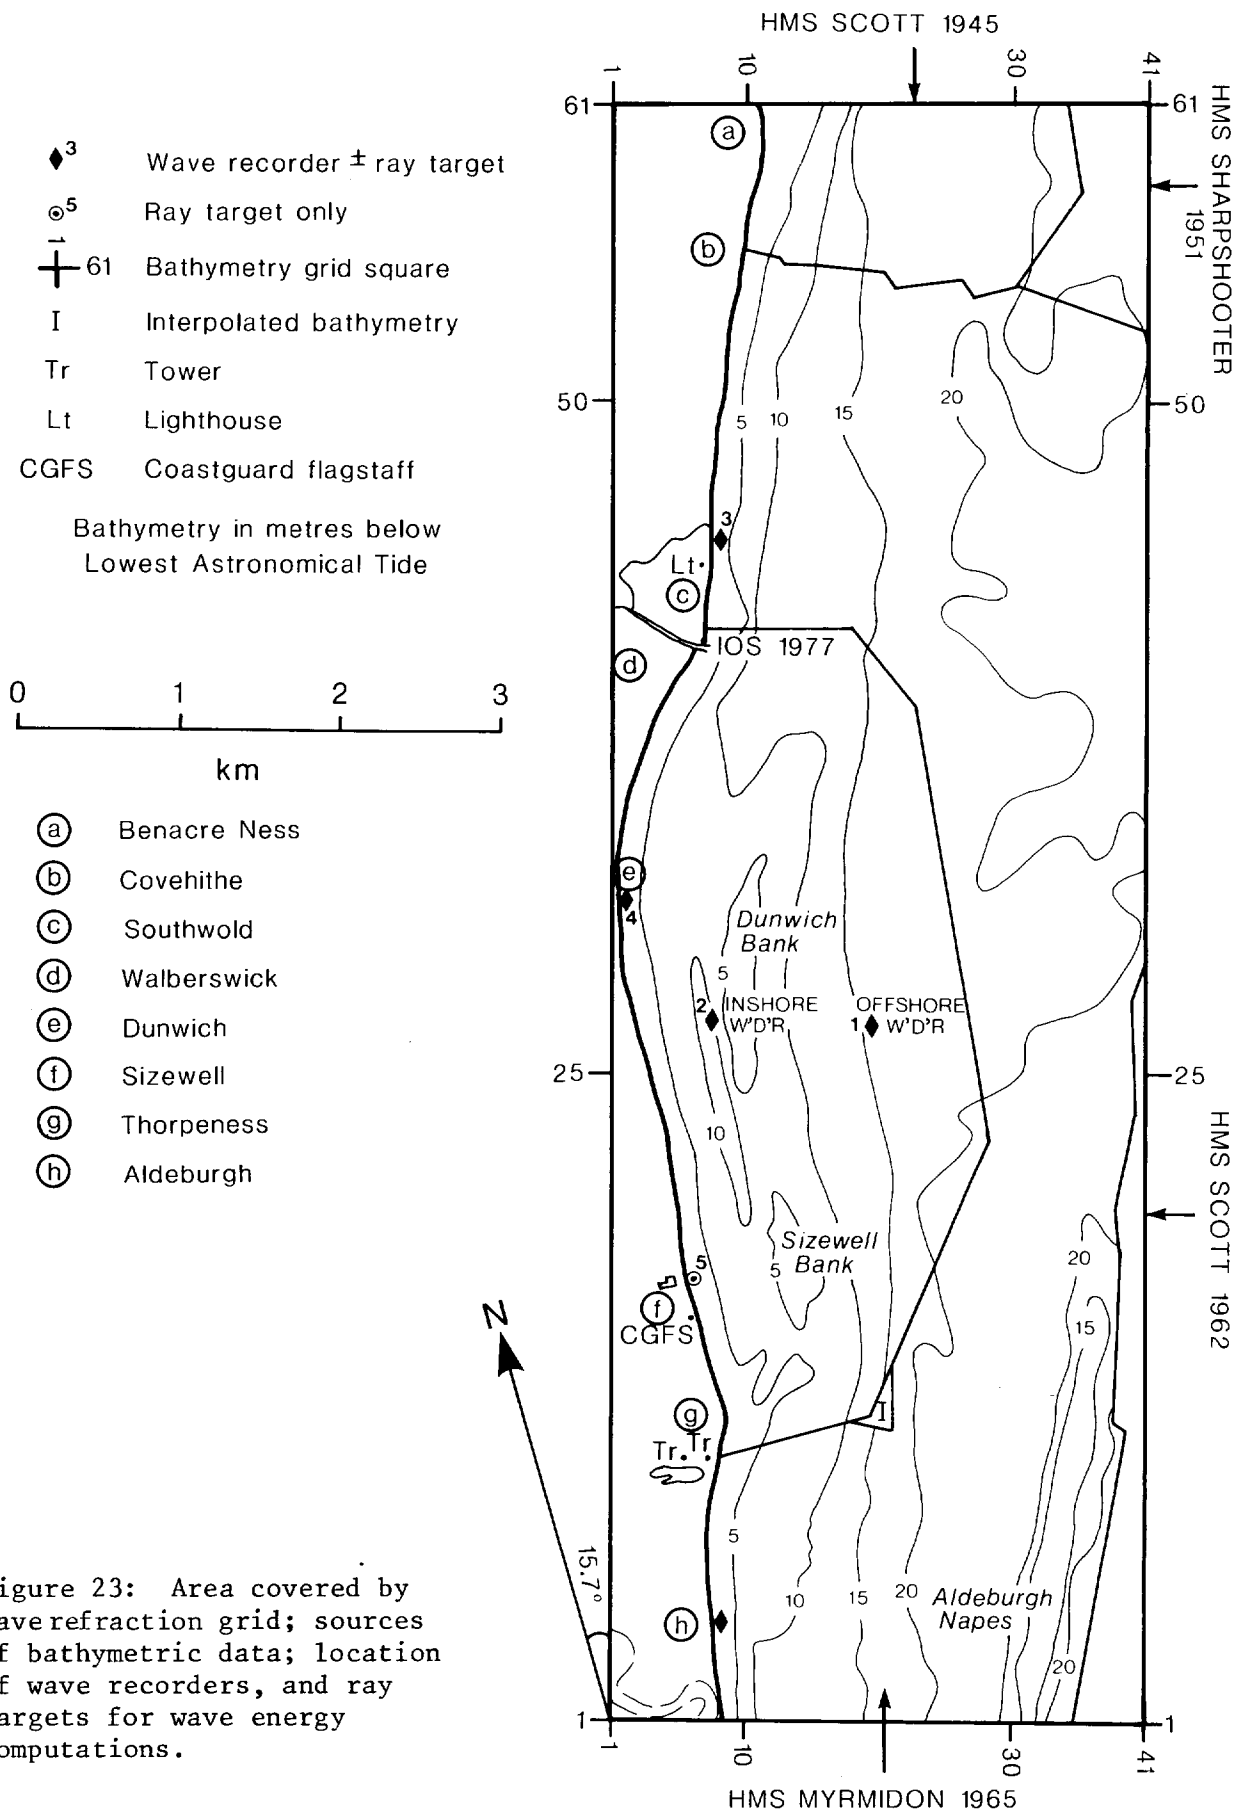 HMS SCOTT 1945
1
10
30
41
61
61
HMS SHARPSHOOTER
1951
3 Wave recorder ± ray target
5 Ray target only
1 61 Bathymetry grid square
I Interpolated bathymetry
Tr Tower
Lt Lighthouse
CGFS Coastguard flagstaff
Bathymetry in metres below
Lowest Astronomical Tide
0 1 2 3
km
a Benacre Ness
b Covehithe
c Southwold
d Walberswick
e Dunwich
f Sizewell
g Thorpeness
h Aldeburgh
a
b
50
5
10
15
20
50
3
Lt
c
IOS 1977
d
e
4
Dunwich
Bank
5
2 INSHORE
W'D'R
OFFSHORE
1 W'D'R
25
25
10
HMS SCOTT 1962
Sizewell
Bank
5
20
15
5
f
CGFS
N
g
I
Tr
Tr
5
10
15
20
Aldeburgh
Napes
20
h
15.7°
1
1
1
10
30
41
HMS MYRMIDON 1965
igure 23: Area covered by
ave refraction grid; sources
f bathymetric data; location
f wave recorders, and ray
argets for wave energy
omputations.